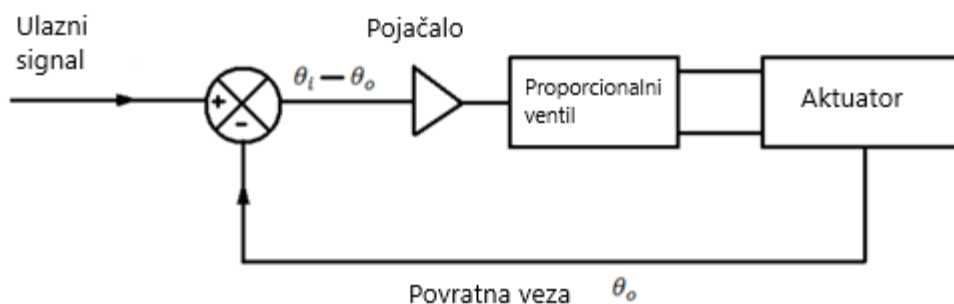 Ulazni
signal
Pojačalo
+
-
θi − θo
Proporcionalni
ventil
Aktuator
Povratna veza θo